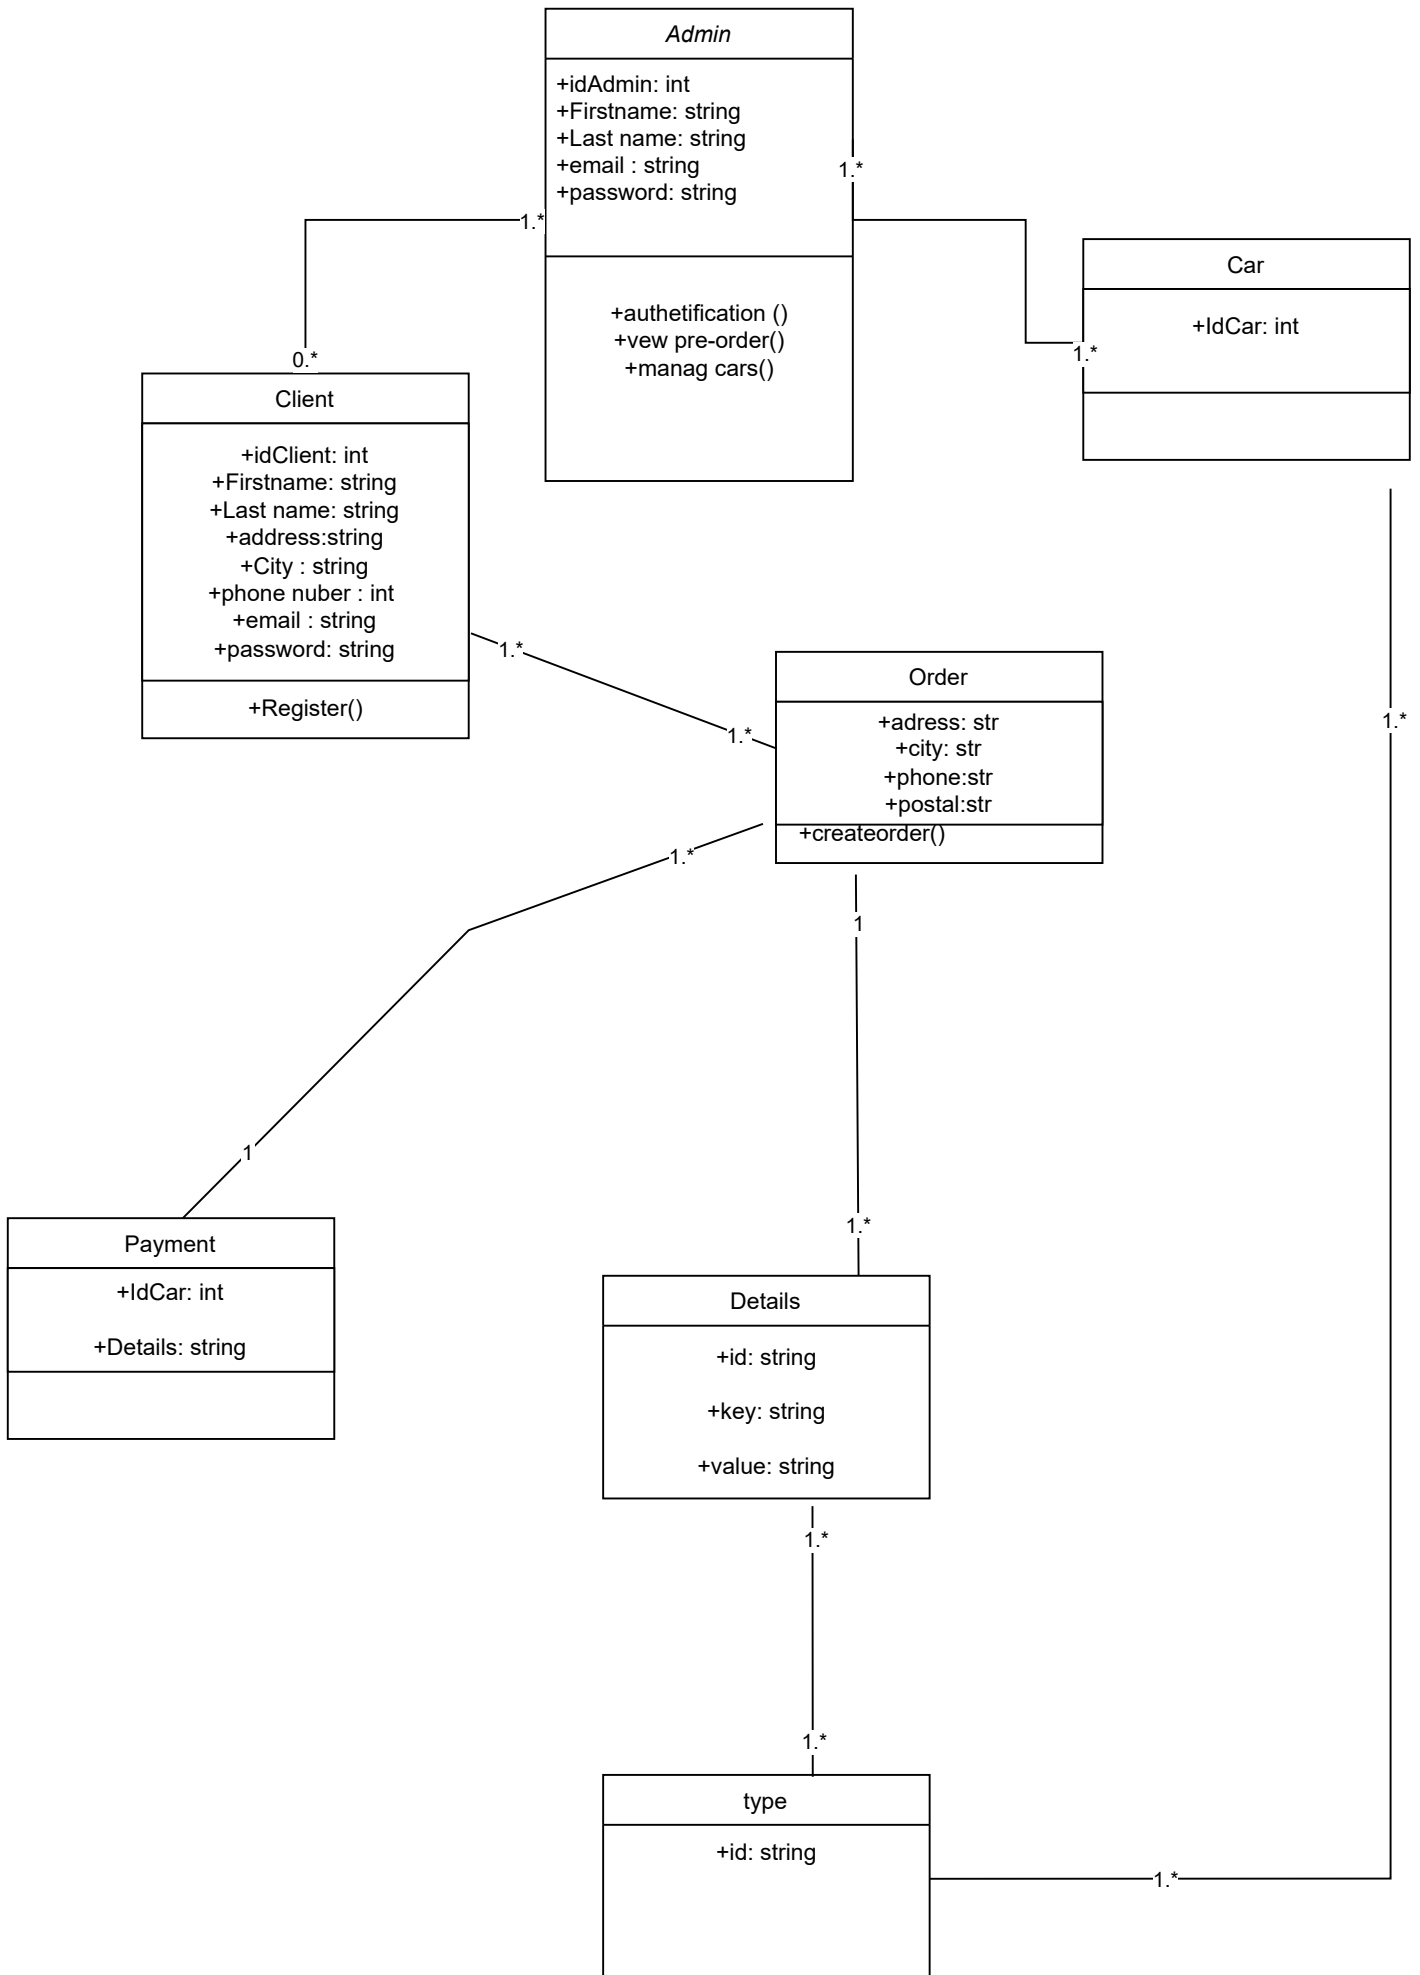 Admin
+idAdmin: int
+Firstname: string
+Last name: string
+email : string
+password: string
+authetification ()
+vew pre-order()
+manag cars()
1.*
1.*
0.*
1.*
Car
+IdCar: int
Client
+idClient: int
+Firstname: string
+Last name: string
+address:string
+City : string
+phone nuber : int
+email : string
+password: string
+Register()
1.*
1.*
Order
+adress: str
+city: str
+phone:str
+postal:str
+createorder()
1.*
1.*
1
1
1.*
Payment
+IdCar: int
+Details: string
Details
+id: string
+key: string
+value: string
1.*
1.*
type
+id: string
1.*